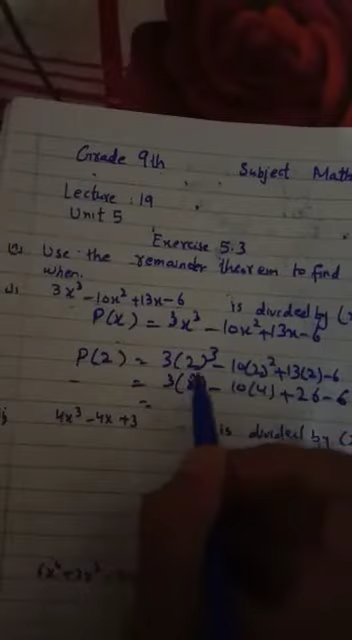 Grade 9th Subject Math
Lecture : 19
Unit 5
Exercise 5.3
Use the remainder theorem to find
when.
3x³-10x²+13x-6 is divided by (
P(x) = 3x³-10x²+13x-6
P(2) = 3(2)³-10(2)²+13(2)-6
= 3(8)-10(4)+26-6
=
4x³-4x+3 is divided by (